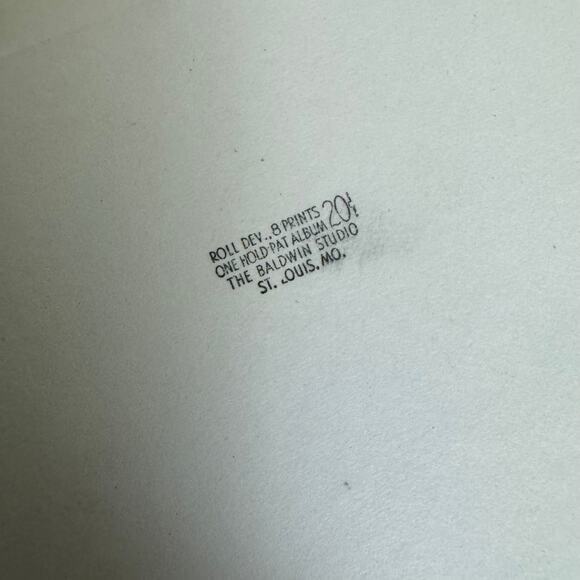 ROLL DEV., 8 PRINTS 20¢
ONE HOLD-PAT ALBUM
THE BALDWIN STUDIO
ST. LOUIS, MO.